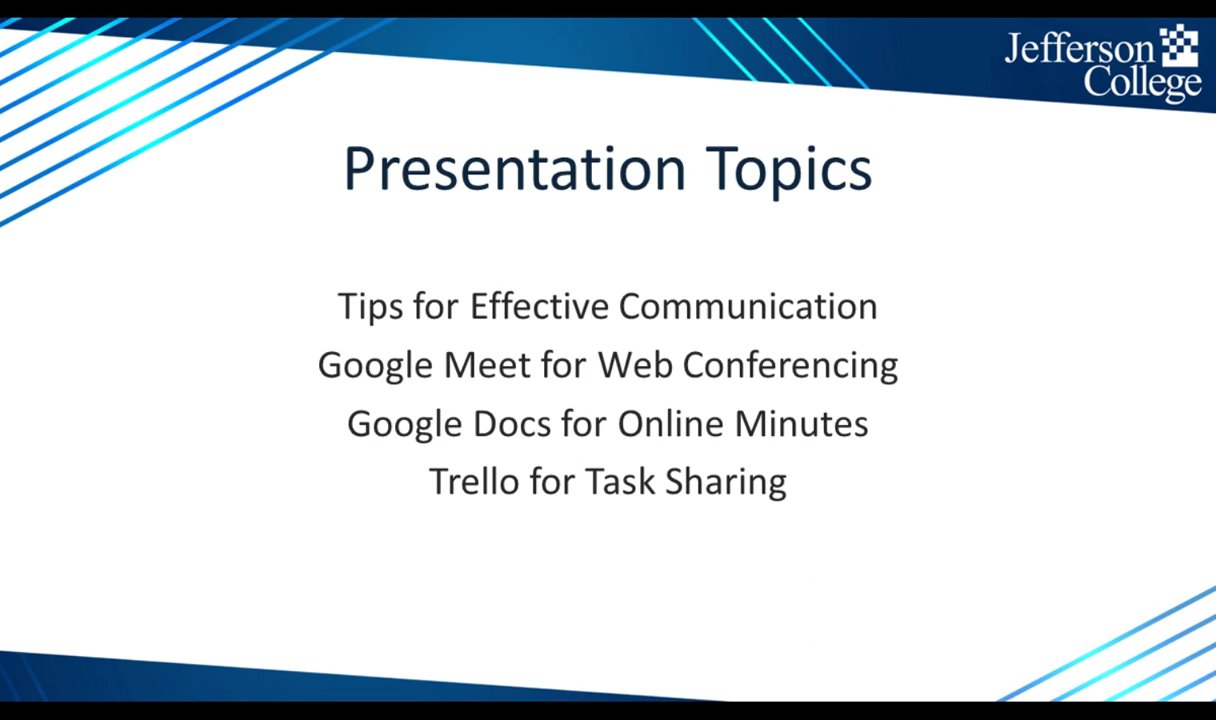 Jefferson
College
Presentation Topics
Tips for Effective Communication
Google Meet for Web Conferencing
Google Docs for Online Minutes
Trello for Task Sharing